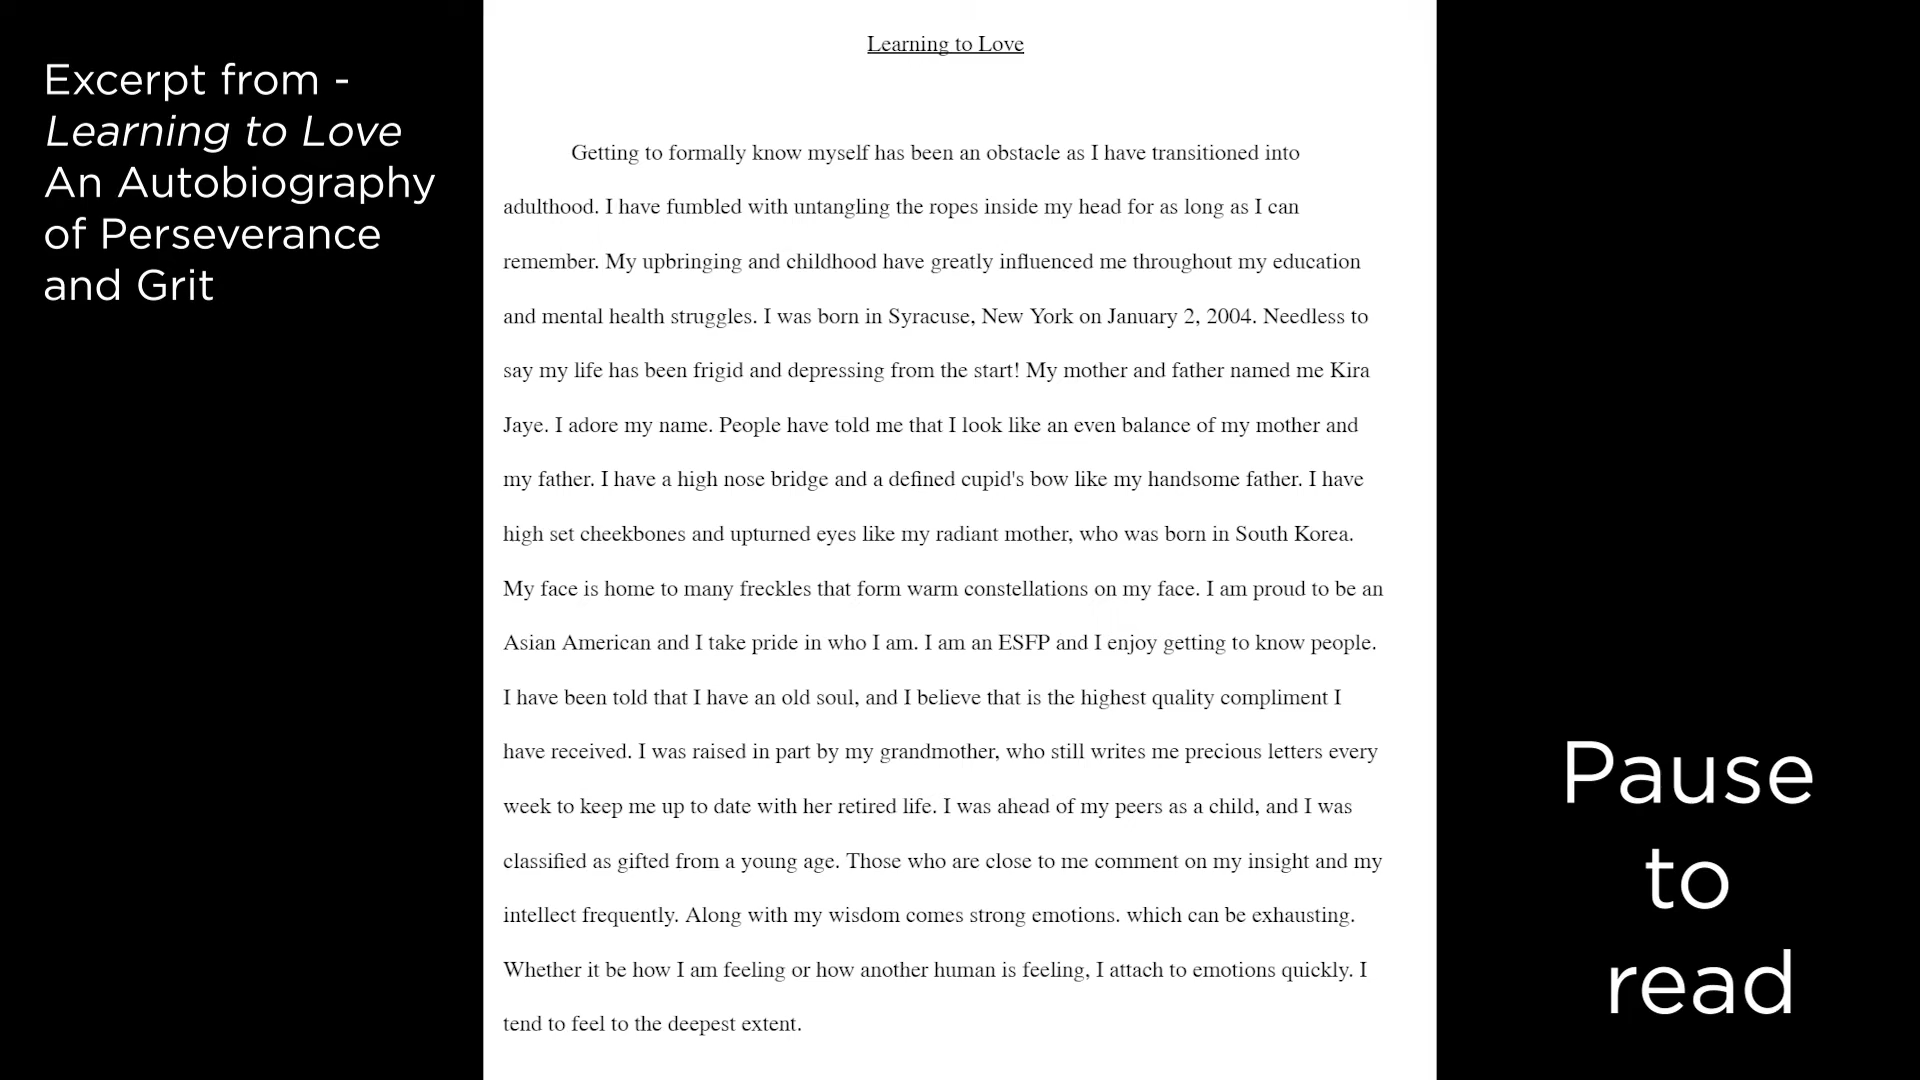 Excerpt from -
Learning to Love
An Autobiography
of Perseverance
and Grit
Learning to Love
Getting to formally know myself has been an obstacle as I have transitioned into
adulthood. I have fumbled with untangling the ropes inside my head for as long as I can
remember. My upbringing and childhood have greatly influenced me throughout my education
and mental health struggles. I was born in Syracuse, New York on January 2, 2004. Needless to
say my life has been frigid and depressing from the start! My mother and father named me Kira
Jaye. I adore my name. People have told me that I look like an even balance of my mother and
my father. I have a high nose bridge and a defined cupid's bow like my handsome father. I have
high set cheekbones and upturned eyes like my radiant mother, who was born in South Korea.
My face is home to many freckles that form warm constellations on my face. I am proud to be an
Asian American and I take pride in who I am. I am an ESFP and I enjoy getting to know people.
I have been told that I have an old soul, and I believe that is the highest quality compliment I
have received. I was raised in part by my grandmother, who still writes me precious letters every
week to keep me up to date with her retired life. I was ahead of my peers as a child, and I was
classified as gifted from a young age. Those who are close to me comment on my insight and my
intellect frequently. Along with my wisdom comes strong emotions. which can be exhausting.
Whether it be how I am feeling or how another human is feeling, I attach to emotions quickly. I
tend to feel to the deepest extent.
Pause
to
read